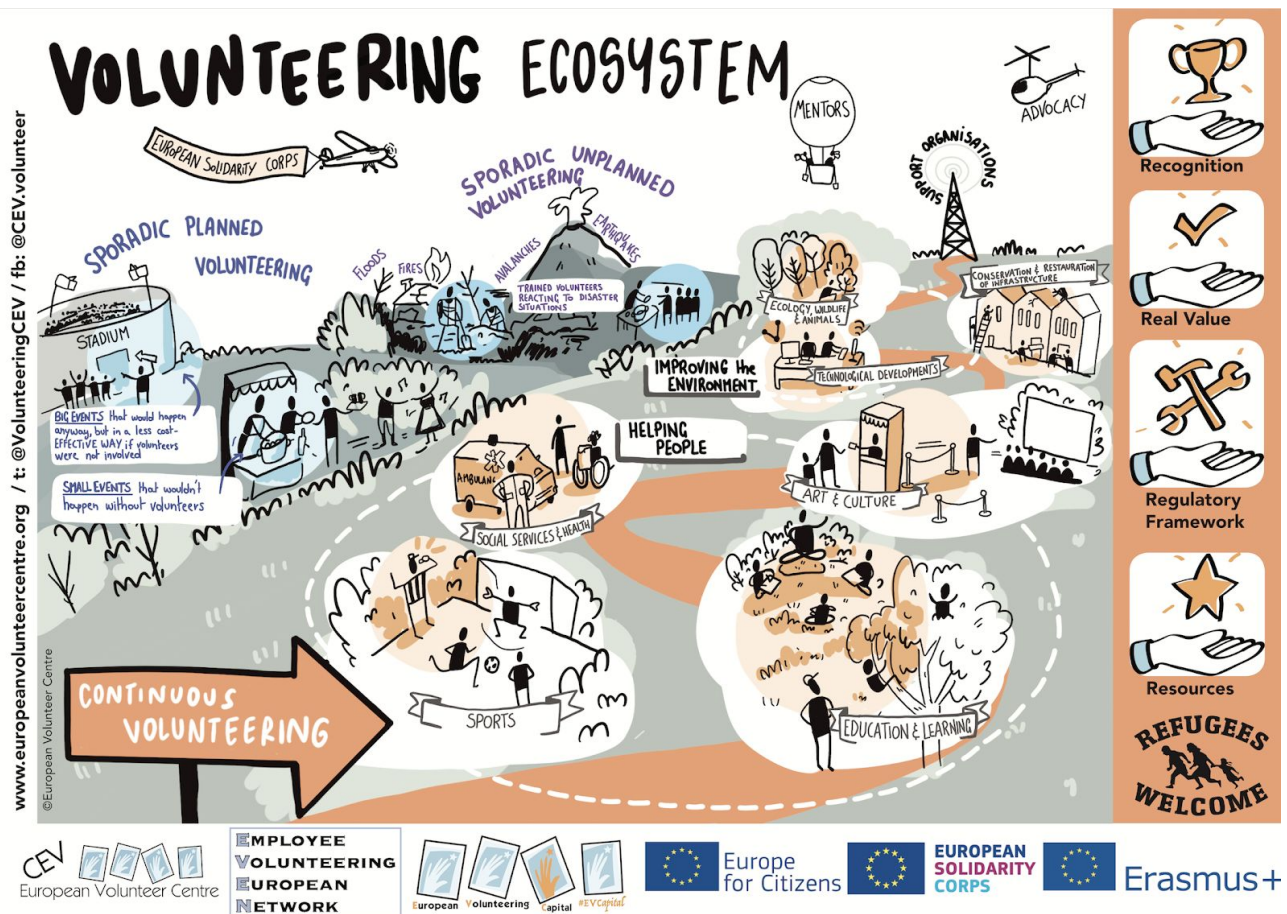 VOLUNTEERING ECOSYSTEM
EUROPEAN SOLIDARITY CORPS
MENTORS
ADVOCACY
SUPPORT ORGANISATIONS
SPORADIC PLANNED
VOLUNTEERING
SPORADIC UNPLANNED
VOLUNTEERING
FLOODS
FIRES
AVALANCHES
EARTHQUAKES
TRAINED VOLUNTEERS
REACTING TO DISASTER
SITUATIONS
STADIUM
BIG EVENTS that would happen
anyway, but in a less cost-
EFFECTIVE WAY if volunteers
were not involved
SMALL EVENTS that wouldn't
happen without volunteers
ECOLOGY, WILDLIFE
& ANIMALS
CONSERVATION & RESTAURATION
OF INFRASTRUCTURE
IMPROVING the
ENVIRONMENT
TECHNOLOGICAL DEVELOPMENTS
HELPING
PEOPLE
AMBULANC
SOCIAL SERVICES & HEALTH
ART & CULTURE
SPORTS
EDUCATION & LEARNING
CONTINUOUS
VOLUNTEERING
www.europeanvolunteercentre.org / t: @VolunteeringCEV / fb: @CEV.volunteer
©European Volunteer Centre
Recognition
Real Value
Regulatory
Framework
Resources
REFUGEES
WELCOME
CEV
European Volunteer Centre
EMPLOYEE
VOLUNTEERING
EUROPEAN
NETWORK
European Volunteering Capital #EVCapital
Europe
for Citizens
EUROPEAN
SOLIDARITY
CORPS
Erasmus+